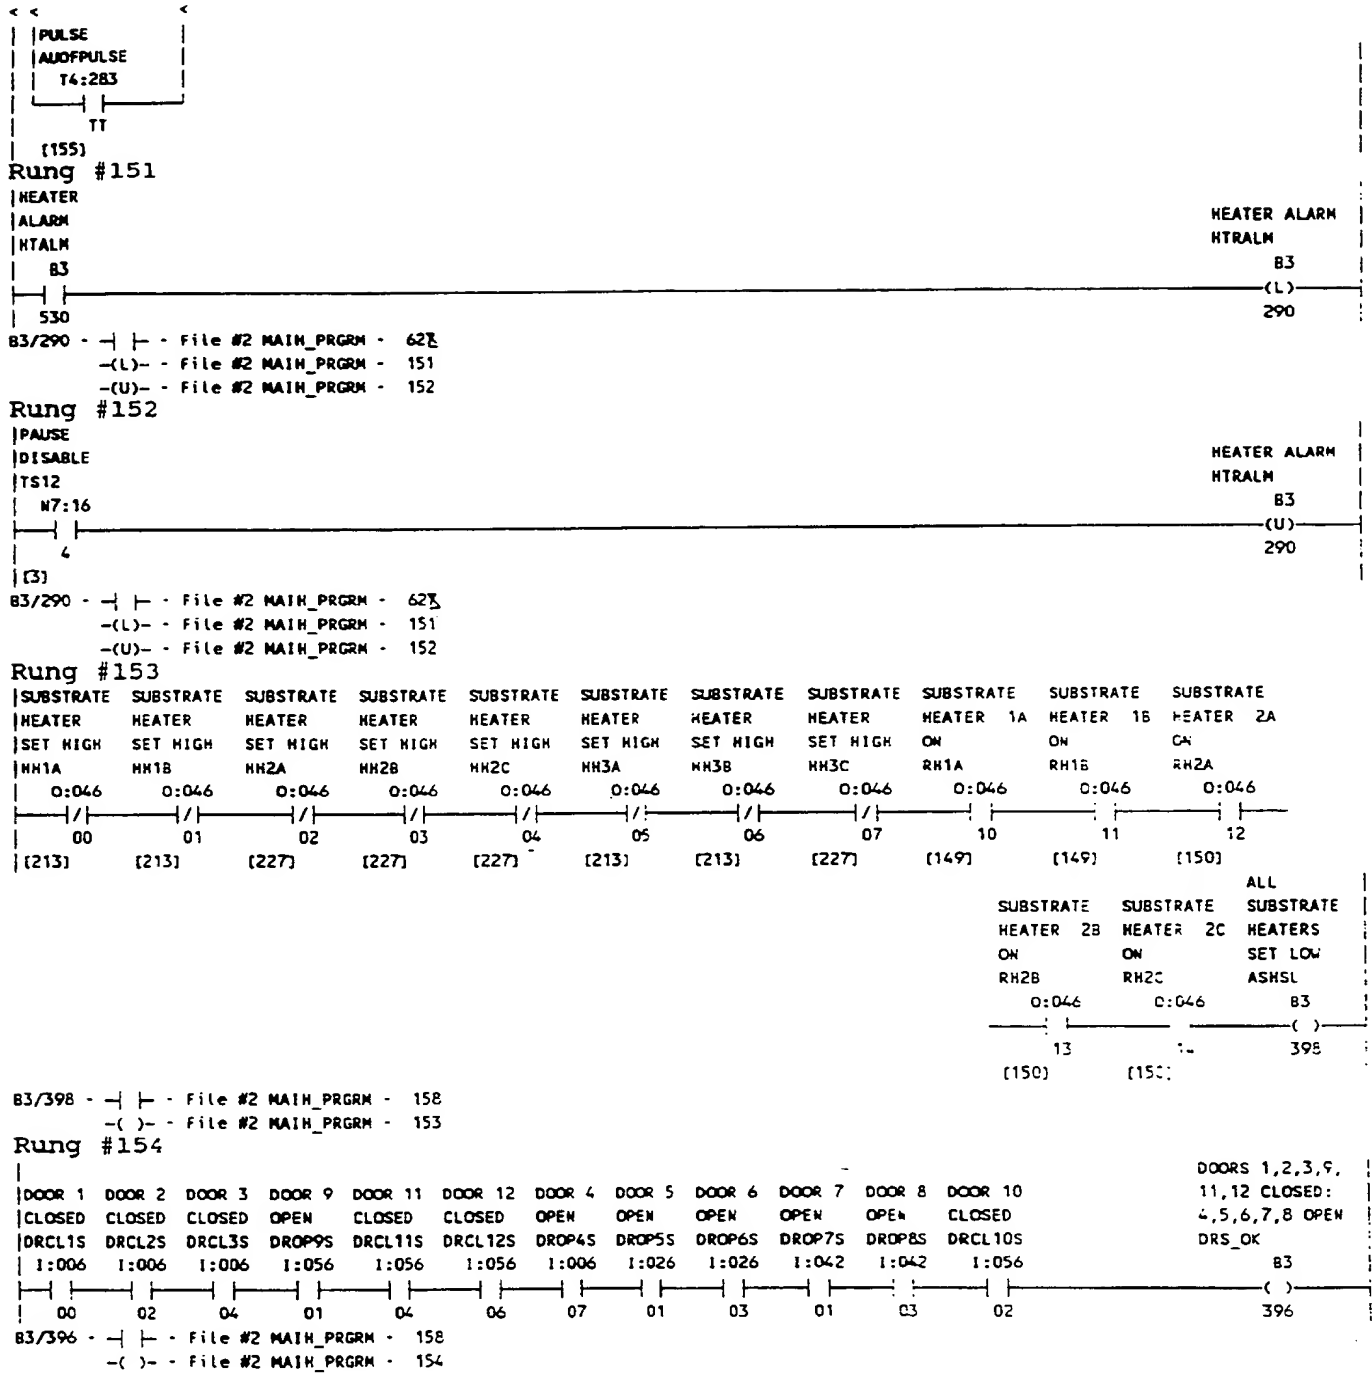 PULSE
AUOFPULSE
T4:283
TT
[155]
Rung #151
HEATER
ALARM
HTALM
B3
530
HEATER ALARM
HTRALM
B3
(L)
290
B3/290 - -| |- - File #2 MAIN_PRGRM - 627
-(L)- - File #2 MAIN_PRGRM - 151
-(U)- - File #2 MAIN_PRGRM - 152
Rung #152
PAUSE
DISABLE
TS12
N7:16
4
[3]
HEATER ALARM
HTRALM
B3
(U)
290
B3/290 - -| |- - File #2 MAIN_PRGRM - 627
-(L)- - File #2 MAIN_PRGRM - 151
-(U)- - File #2 MAIN_PRGRM - 152
Rung #153
SUBSTRATE SUBSTRATE SUBSTRATE SUBSTRATE SUBSTRATE SUBSTRATE SUBSTRATE SUBSTRATE SUBSTRATE SUBSTRATE SUBSTRATE
HEATER HEATER HEATER HEATER HEATER HEATER HEATER HEATER HEATER 1A HEATER 1B HEATER 2A
SET HIGH SET HIGH SET HIGH SET HIGH SET HIGH SET HIGH SET HIGH SET HIGH ON ON ON
HH1A HH1B HH2A HH2B HH2C HH3A HH3B HH3C RH1A RH1B RH2A
O:046 O:046 O:046 O:046 O:046 O:046 O:046 O:046 O:046 O:046 O:046
00 01 02 03 04 05 06 07 10 11 12
[213] [213] [227] [227] [227] [213] [213] [227] [149] [149] [150]
ALL
SUBSTRATE SUBSTRATE SUBSTRATE
HEATER 2B HEATER 2C HEATERS
ON ON SET LOW
RH2B RH2C ASHSL
O:046 O:046 B3
( )
13 398
[150]
B3/398 - -| |- - File #2 MAIN_PRGRM - 158
-( )- - File #2 MAIN_PRGRM - 153
Rung #154
DOORS 1,2,3,9,
DOOR 1 DOOR 2 DOOR 3 DOOR 9 DOOR 11 DOOR 12 DOOR 4 DOOR 5 DOOR 6 DOOR 7 DOOR 8 DOOR 10 11,12 CLOSED:
CLOSED CLOSED CLOSED OPEN CLOSED CLOSED OPEN OPEN OPEN OPEN OPEN CLOSED 4,5,6,7,8 OPEN
DRCL1S DRCL2S DRCL3S DROP9S DRCL11S DRCL12S DROP4S DROP5S DROP6S DROP7S DROP8S DRCL10S DRS_OK
I:006 I:006 I:006 I:056 I:056 I:056 I:006 I:026 I:026 I:042 I:042 I:056 B3
( )
00 02 04 01 04 06 07 01 03 01 03 02 396
B3/396 - -| |- - File #2 MAIN_PRGRM - 158
-( )- - File #2 MAIN_PRGRM - 154